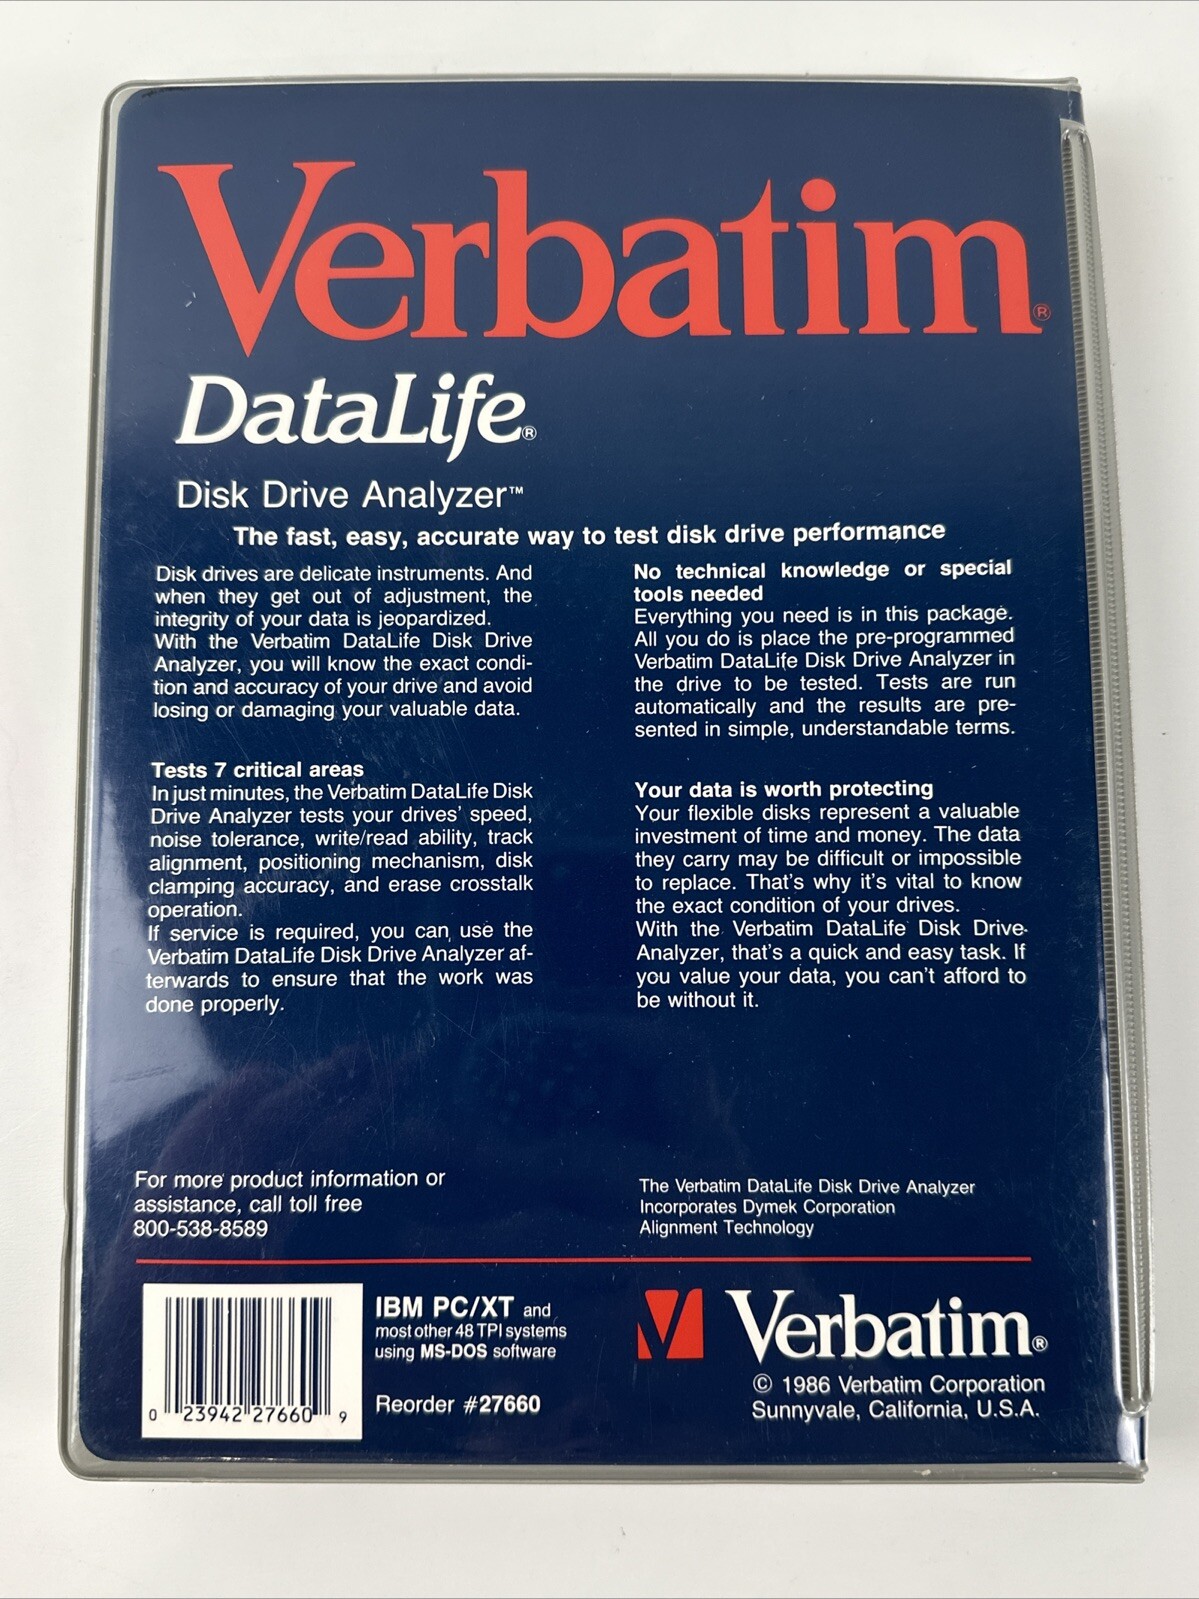 Verbatim®
DataLife®
Disk Drive Analyzer™
The fast, easy, accurate way to test disk drive performance
Disk drives are delicate instruments. And
when they get out of adjustment, the
integrity of your data is jeopardized.
With the Verbatim DataLife Disk Drive
Analyzer, you will know the exact condi-
tion and accuracy of your drive and avoid
losing or damaging your valuable data.
Tests 7 critical areas
In just minutes, the Verbatim DataLife Disk
Drive Analyzer tests your drives' speed,
noise tolerance, write/read ability, track
alignment, positioning mechanism, disk
clamping accuracy, and erase crosstalk
operation.
If service is required, you can use the
Verbatim DataLife Disk Drive Analyzer af-
terwards to ensure that the work was
done properly.
No technical knowledge or special
tools needed
Everything you need is in this package.
All you do is place the pre-programmed
Verbatim DataLife Disk Drive Analyzer in
the drive to be tested. Tests are run
automatically and the results are pre-
sented in simple, understandable terms.
Your data is worth protecting
Your flexible disks represent a valuable
investment of time and money. The data
they carry may be difficult or impossible
to replace. That's why it's vital to know
the exact condition of your drives.
With the Verbatim DataLife Disk Drive
Analyzer, that's a quick and easy task. If
you value your data, you can't afford to
be without it.
For more product information or
assistance, call toll free
800-538-8589
The Verbatim DataLife Disk Drive Analyzer
Incorporates Dymek Corporation
Alignment Technology
0 23942 27660 9
IBM PC/XT and
most other 48 TPI systems
using MS-DOS software
Reorder #27660
Verbatim®
© 1986 Verbatim Corporation
Sunnyvale, California, U.S.A.